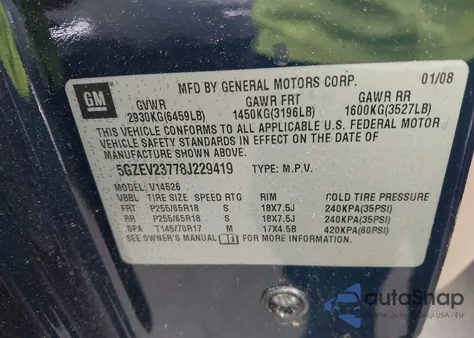 MFD BY GENERAL MOTORS CORP. 01/08
GM
GVWR GAWR FRT GAWR RR
2930KG(6459LB) 1450KG(3196LB) 1600KG(3527LB)
THIS VEHICLE CONFORMS TO ALL APPLICABLE U.S. FEDERAL MOTOR
VEHICLE SAFETY STANDARDS IN EFFECT ON THE DATE OF
MANUFACTURE SHOWN ABOVE.
5GZEV23778J229419 TYPE: M.P.V.
MODEL: V14526
VBBL TIRE SIZE SPEED RTG RIM COLD TIRE PRESSURE
FRT P255/65R18 S 18X7.5J 240KPA(35PSI)
RR P255/65R18 S 18X7.5J 240KPA(35PSI)
SPA T145/70R17 M 17X4.5B 420KPA(60PSI)
SEE OWNER'S MANUAL FOR MORE INFORMATION.
autoSnap